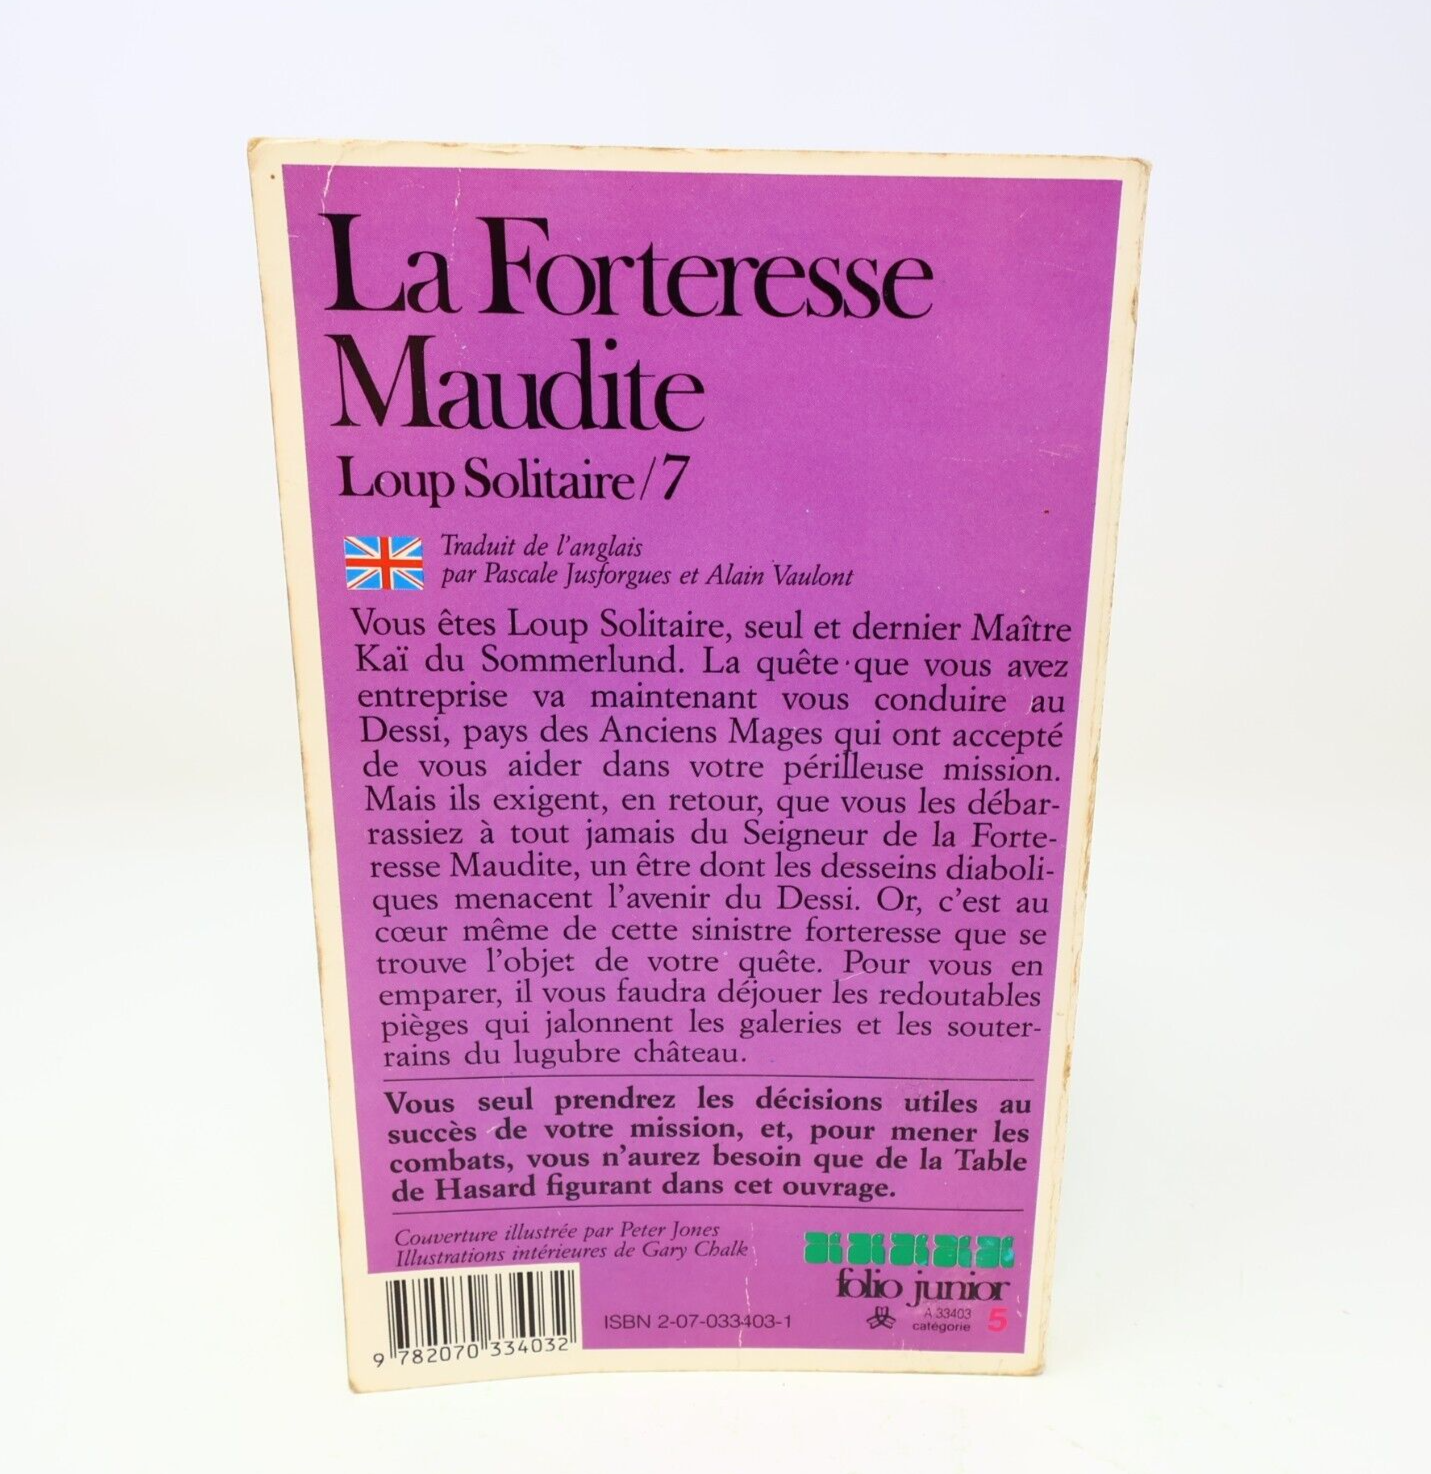 La Forteresse
Maudite
Loup Solitaire/7
Traduit de l'anglais
par Pascale Jusforgues et Alain Vaulont
Vous êtes Loup Solitaire, seul et dernier Maître
Kaï du Sommerlund. La quête que vous avez
entreprise va maintenant vous conduire au
Dessi, pays des Anciens Mages qui ont accepté
de vous aider dans votre périlleuse mission.
Mais ils exigent, en retour, que vous les débar-
rassiez à tout jamais du Seigneur de la Forte-
resse Maudite, un être dont les desseins diaboli-
ques menacent l'avenir du Dessi. Or, c'est au
cœur même de cette sinistre forteresse que se
trouve l'objet de votre quête. Pour vous en
emparer, il vous faudra déjouer les redoutables
pièges qui jalonnent les galeries et les souter-
rains du lugubre château.
Vous seul prendrez les décisions utiles au
succès de votre mission, et, pour mener les
combats, vous n'aurez besoin que de la Table
de Hasard figurant dans cet ouvrage.
Couverture illustrée par Peter Jones
Illustrations intérieures de Gary Chalk
folio junior
A 33403
catégorie 5
ISBN 2-07-033403-1
9 782070 334032